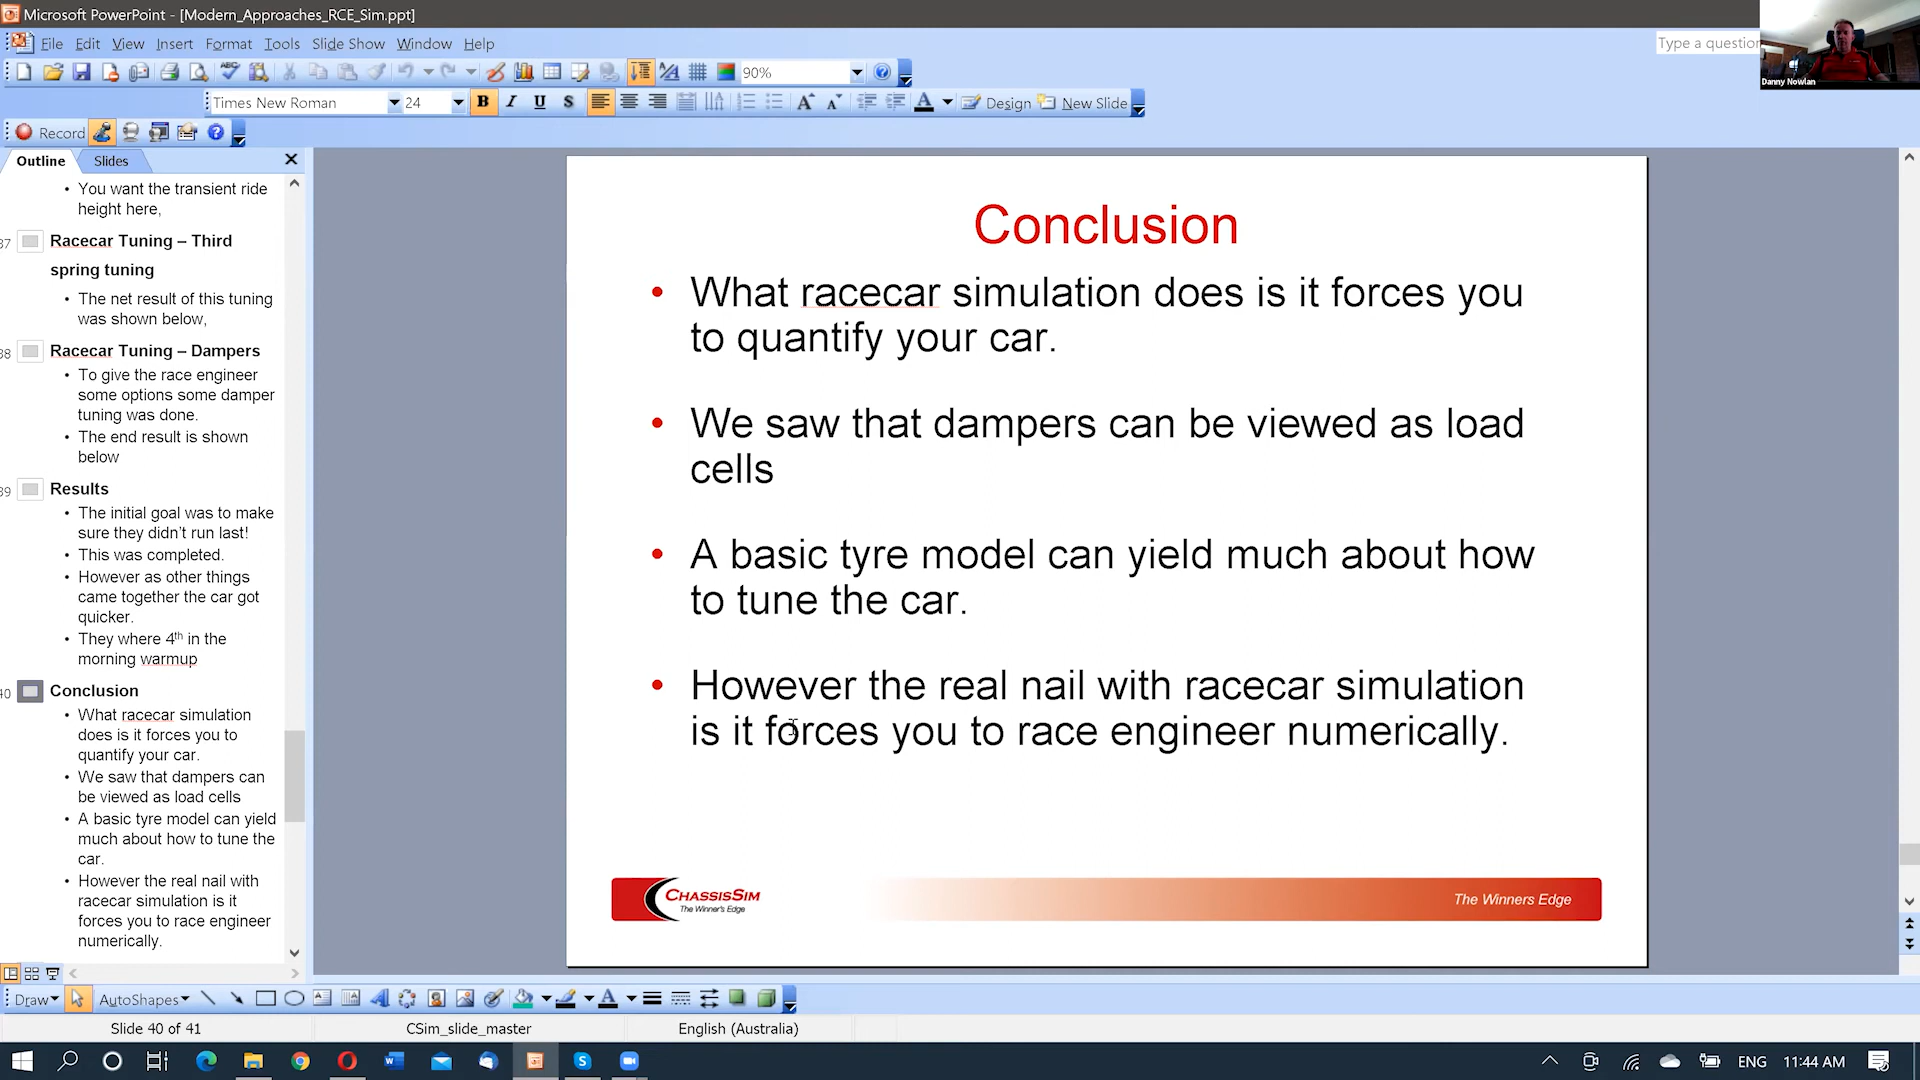 Microsoft PowerPoint - [Modern_Approaches_RCE_Sim.ppt]
File Edit View Insert Format Tools Slide Show Window Help
Type a question
Danny Nowlan
90%
Times New Roman 24 B I U S A A A Design New Slide
Record
Outline Slides
You want the transient ride
height here,
37 Racecar Tuning – Third
spring tuning
The net result of this tuning
was shown below,
38 Racecar Tuning – Dampers
To give the race engineer
some options some damper
tuning was done.
The end result is shown
below
39 Results
The initial goal was to make
sure they didn't run last!
This was completed.
However as other things
came together the car got
quicker.
They where 4th in the
morning warmup
40 Conclusion
What racecar simulation
does is it forces you to
quantify your car.
We saw that dampers can
be viewed as load cells
A basic tyre model can yield
much about how to tune the
car.
However the real nail with
racecar simulation is it
forces you to race engineer
numerically.
Conclusion
• What racecar simulation does is it forces you
to quantify your car.
• We saw that dampers can be viewed as load
cells
• A basic tyre model can yield much about how
to tune the car.
• However the real nail with racecar simulation
is it forces you to race engineer numerically.
CHASSISSIM
The Winner's Edge
The Winners Edge
Draw AutoShapes
Slide 40 of 41 CSim_slide_master English (Australia)
ENG 11:44 AM